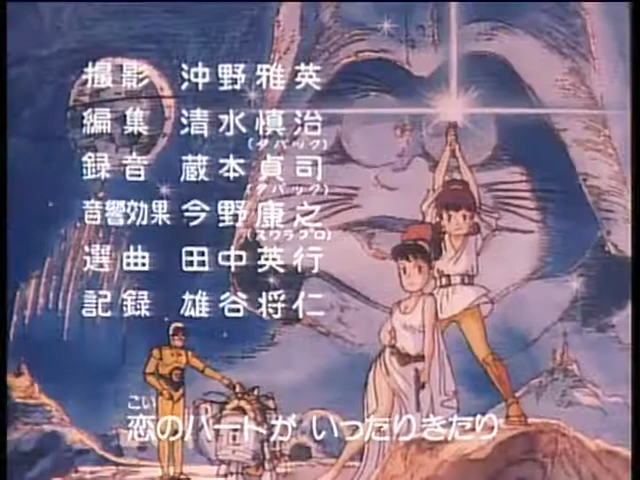 撮影 沖野雅英
編集 清水慎治
(タバック)
録音 蔵本貞司
(タバック)
音響効果 今野康之
(スワラプロ)
選曲 田中英行
記録 雄谷将仁
こい
恋のハートが いったりきたり